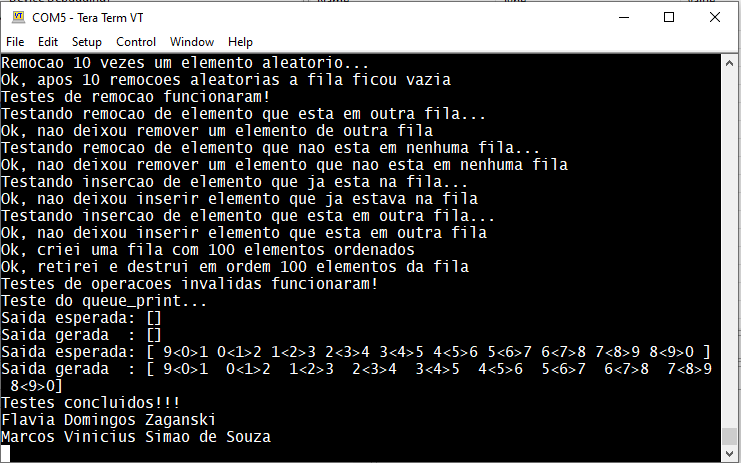 COM5 - Tera Term VT
File Edit Setup Control Window Help
Remocao 10 vezes um elemento aleatorio...
Ok, apos 10 remocoes aleatorias a fila ficou vazia
Testes de remocao funcionaram!
Testando remocao de elemento que esta em outra fila...
Ok, nao deixou remover um elemento de outra fila
Testando remocao de elemento que nao esta em nenhuma fila...
Ok, nao deixou remover um elemento que nao esta em nenhuma fila
Testando insercao de elemento que ja esta na fila...
Ok, nao deixou inserir elemento que ja estava na fila
Testando insercao de elemento que esta em outra fila...
Ok, nao deixou inserir elemento que esta em outra fila
Ok, criei uma fila com 100 elementos ordenados
Ok, retirei e destrui em ordem 100 elementos da fila
Testes de operacoes invalidas funcionaram!
Teste do queue_print...
Saida esperada: []
Saida gerada  : []
Saida esperada: [ 9<0>1 0<1>2 1<2>3 2<3>4 3<4>5 4<5>6 5<6>7 6<7>8 7<8>9 8<9>0 ]
Saida gerada  : [ 9<0>1  0<1>2  1<2>3  2<3>4  3<4>5  4<5>6  5<6>7  6<7>8  7<8>9
 8<9>0]
Testes concluidos!!!
Flavia Domingos Zaganski
Marcos Vinicius Simao de Souza